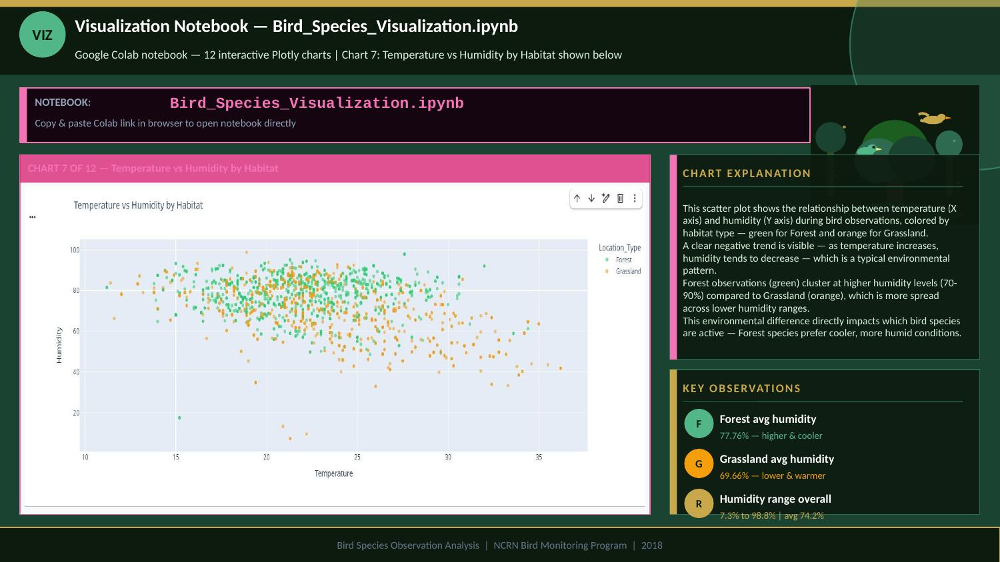 VIZ
Visualization Notebook — Bird_Species_Visualization.ipynb
Google Colab notebook — 12 interactive Plotly charts | Chart 7: Temperature vs Humidity by Habitat shown below
NOTEBOOK: Bird_Species_Visualization.ipynb
Copy & paste Colab link in browser to open notebook directly
CHART 7 OF 12 — Temperature vs Humidity by Habitat
Temperature vs Humidity by Habitat
Location_Type
Forest
Grassland
Humidity
100
80
60
40
20
10 15 20 25 30 35
Temperature
CHART EXPLANATION
This scatter plot shows the relationship between temperature (X
axis) and humidity (Y axis) during bird observations, colored by
habitat type — green for Forest and orange for Grassland.
A clear negative trend is visible — as temperature increases,
humidity tends to decrease — which is a typical environmental
pattern.
Forest observations (green) cluster at higher humidity levels (70-
90%) compared to Grassland (orange), which is more spread
across lower humidity ranges.
This environmental difference directly impacts which bird species
are active — Forest species prefer cooler, more humid conditions.
KEY OBSERVATIONS
F
Forest avg humidity
77.76% — higher & cooler
G
Grassland avg humidity
69.66% — lower & warmer
R
Humidity range overall
7.3% to 98.8% | avg 74.2%
Bird Species Observation Analysis | NCRN Bird Monitoring Program | 2018